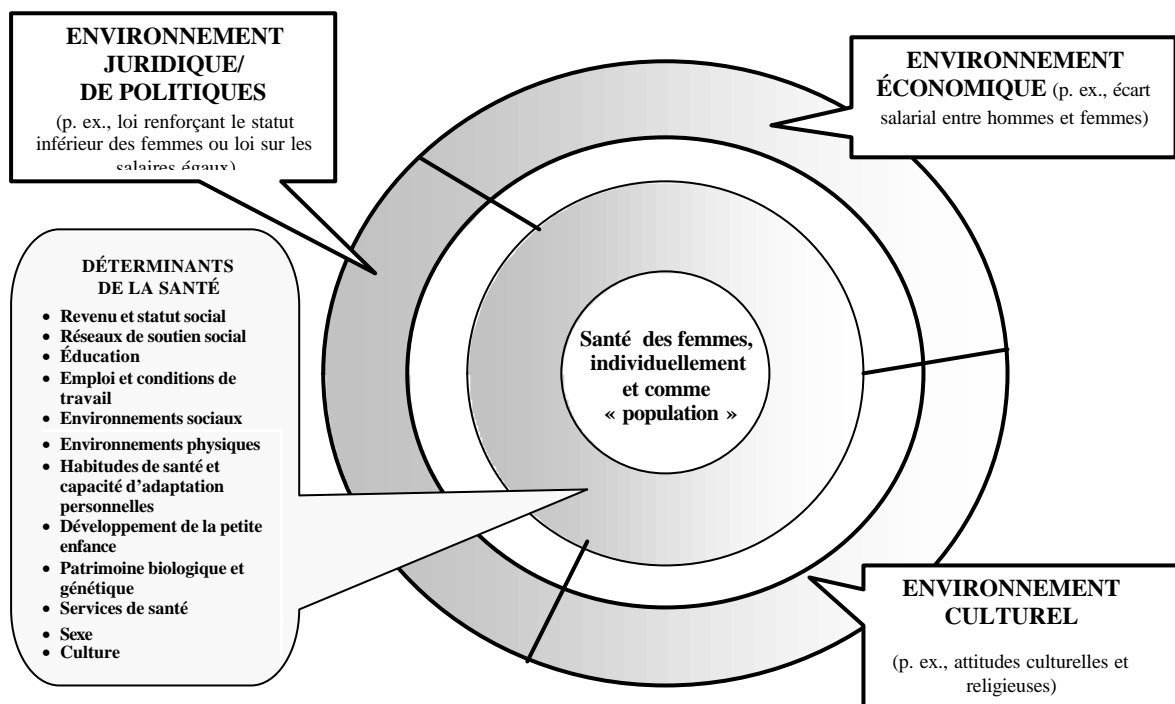 ENVIRONNEMENT
JURIDIQUE/
DE POLITIQUES
(p. ex., loi renforçant le statut
inférieur des femmes ou loi sur les
salaires égaux)
ENVIRONNEMENT
ÉCONOMIQUE (p. ex., écart
salarial entre hommes et femmes)
DÉTERMINANTS
DE LA SANTÉ
• Revenu et statut social
• Réseaux de soutien social
• Éducation
• Emploi et conditions de
travail
• Environnements sociaux
• Environnements physiques
• Habitudes de santé et
capacité d’adaptation
personnelles
• Développement de la petite
enfance
• Patrimoine biologique et
génétique
• Services de santé
• Sexe
• Culture
Santé des femmes,
individuellement
et comme
« population »
ENVIRONNEMENT
CULTUREL
(p. ex., attitudes culturelles et
religieuses)